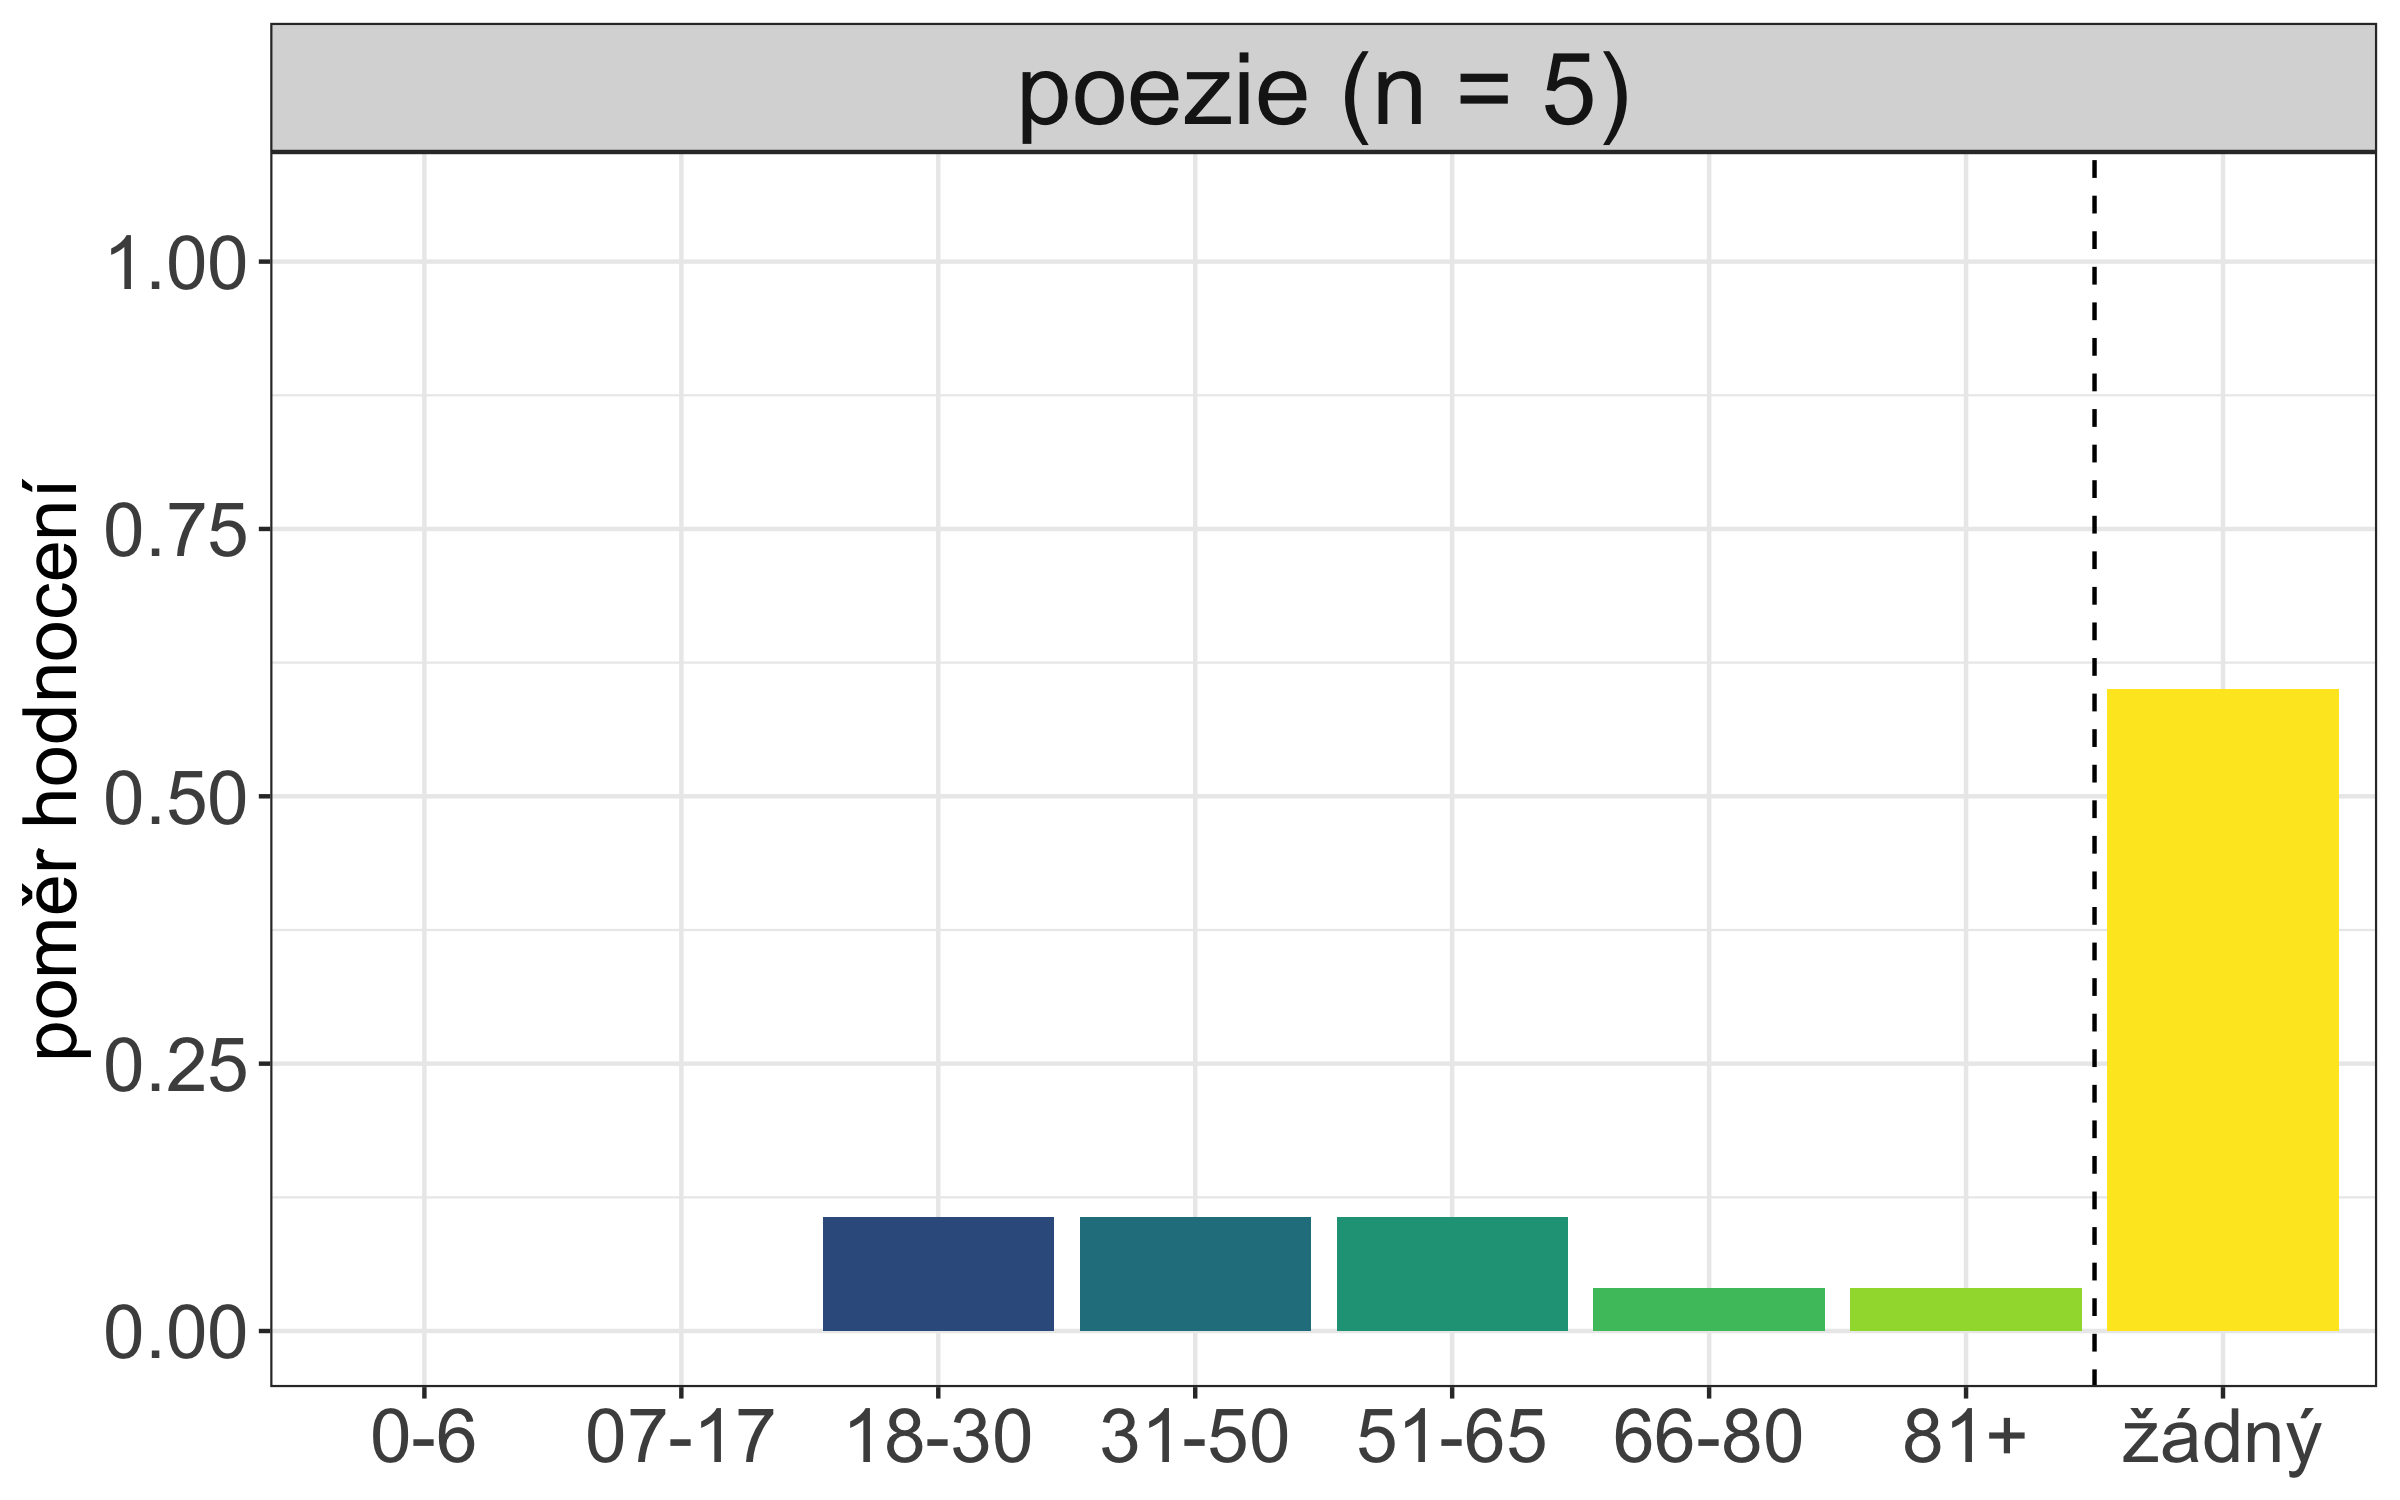 poezie (n = 5)
poměr hodnocení
1.00
0.75
0.50
0.25
0.00
0-6 07-17 18-30 31-50 51-65 66-80 81+ žádný